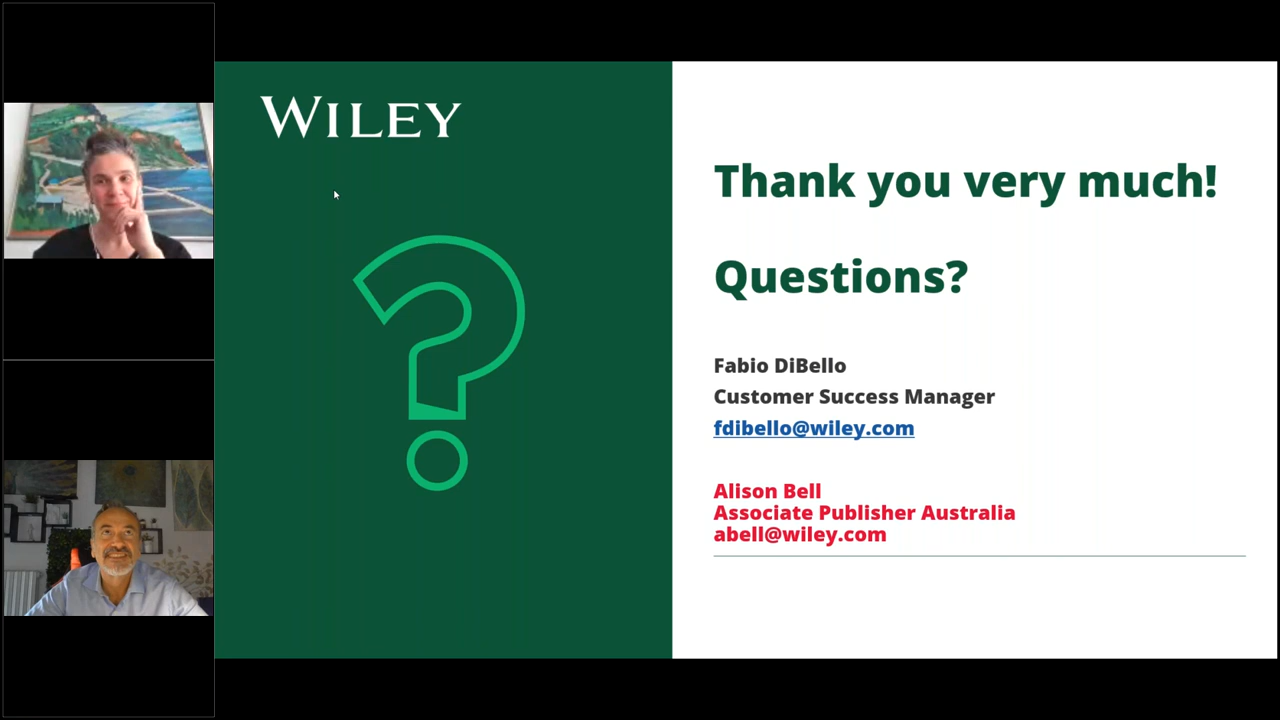 WILEY
Thank you very much!
Questions?
Fabio DiBello
Customer Success Manager
fdibello@wiley.com
Alison Bell
Associate Publisher Australia
abell@wiley.com